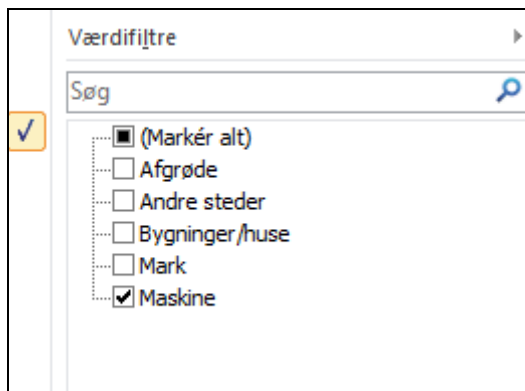 Værdifiltre
Søg
(Markér alt)
Afgrøde
Andre steder
Bygninger/huse
Mark
Maskine